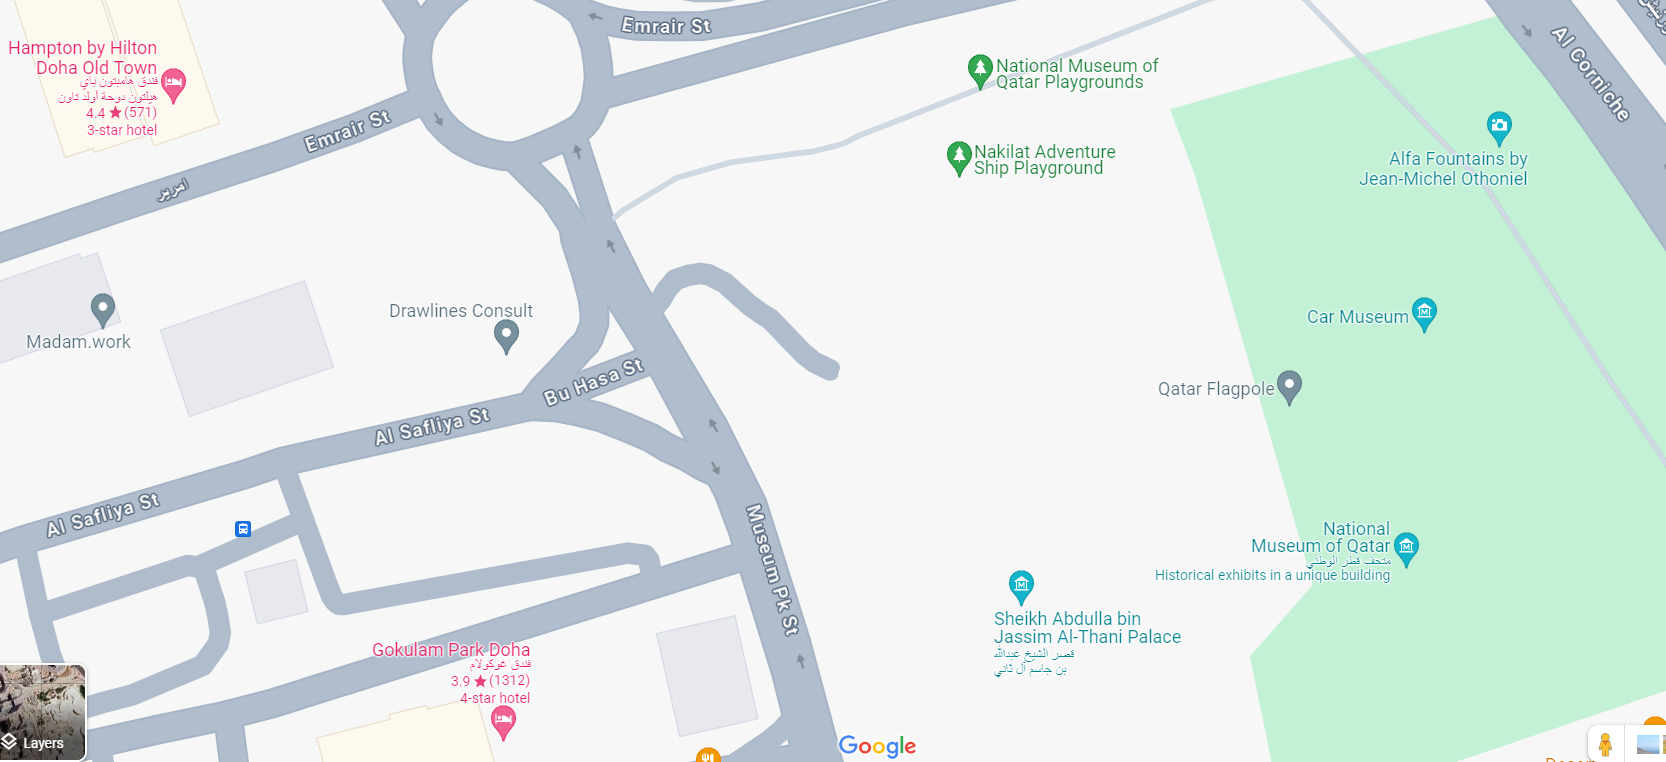 Emrair St
Hampton by Hilton
Doha Old Town
فندق هامبتون باي
هيلتون دوحة أولد تاون
4.4 ★ (571)
3-star hotel
Emrair St
امرير
National Museum of
Qatar Playgrounds
Nakilat Adventure
Ship Playground
Al Corniche
Alfa Fountains by
Jean-Michel Othoniel
Madam.work
Drawlines Consult
Car Museum
Qatar Flagpole
Bu Hasa St
Al Safliya St
Al Safliya St
Museum Pk St
National
Museum of Qatar
متحف قطر الوطني
Historical exhibits in a unique building
Sheikh Abdulla bin
Jassim Al-Thani Palace
قصر الشيخ عبدالله
بن جاسم آل ثاني
Gokulam Park Doha
فندق غوكولام
3.9 ★ (1312)
4-star hotel
Layers
Google